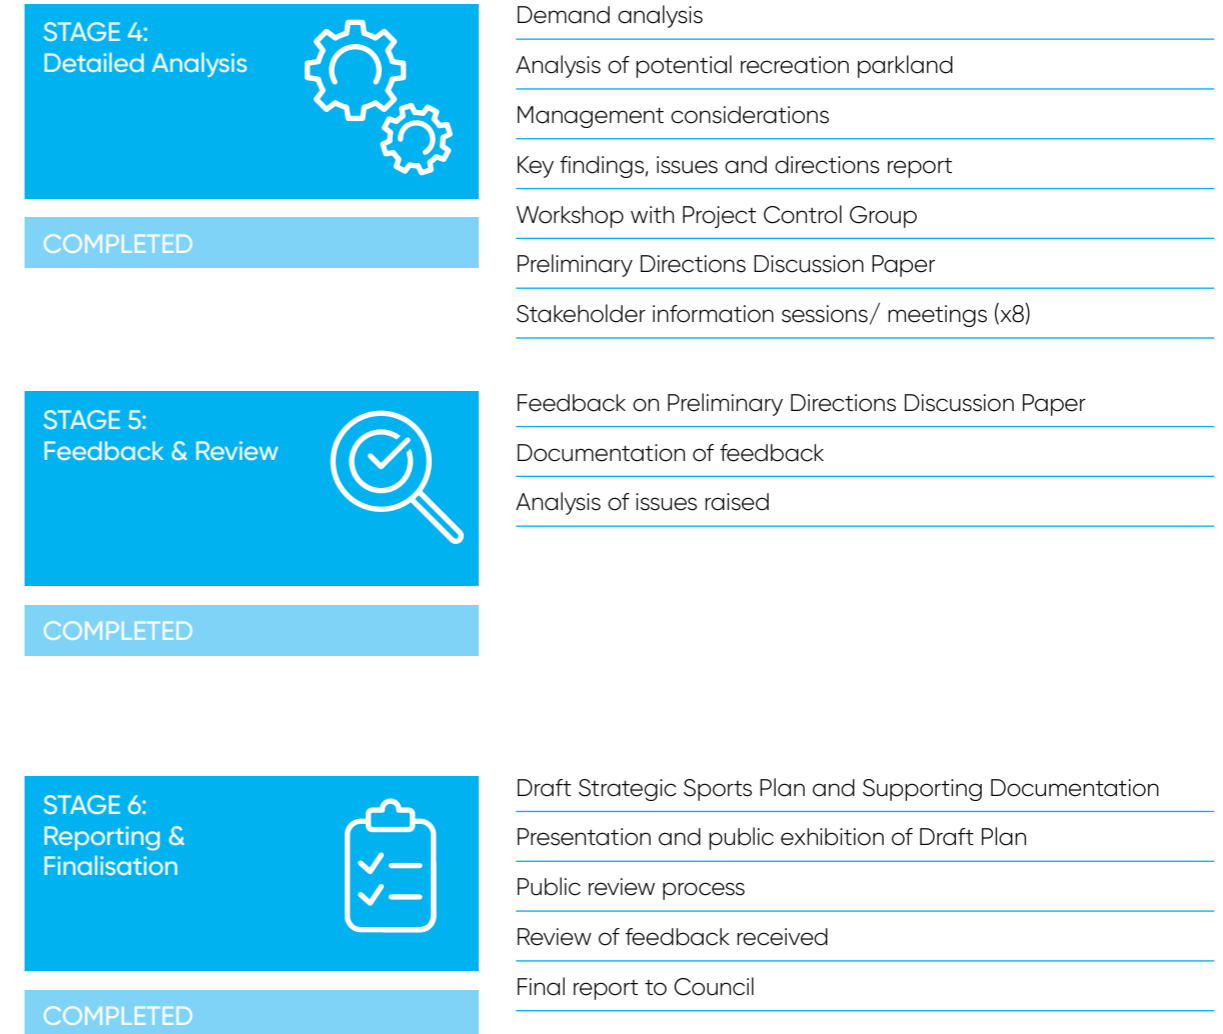 STAGE 4:
Detailed Analysis
COMPLETED
Demand analysis
Analysis of potential recreation parkland
Management considerations
Key findings, issues and directions report
Workshop with Project Control Group
Preliminary Directions Discussion Paper
Stakeholder information sessions/ meetings (x8)
STAGE 5:
Feedback & Review
COMPLETED
Feedback on Preliminary Directions Discussion Paper
Documentation of feedback
Analysis of issues raised
STAGE 6:
Reporting &
Finalisation
COMPLETED
Draft Strategic Sports Plan and Supporting Documentation
Presentation and public exhibition of Draft Plan
Public review process
Review of feedback received
Final report to Council